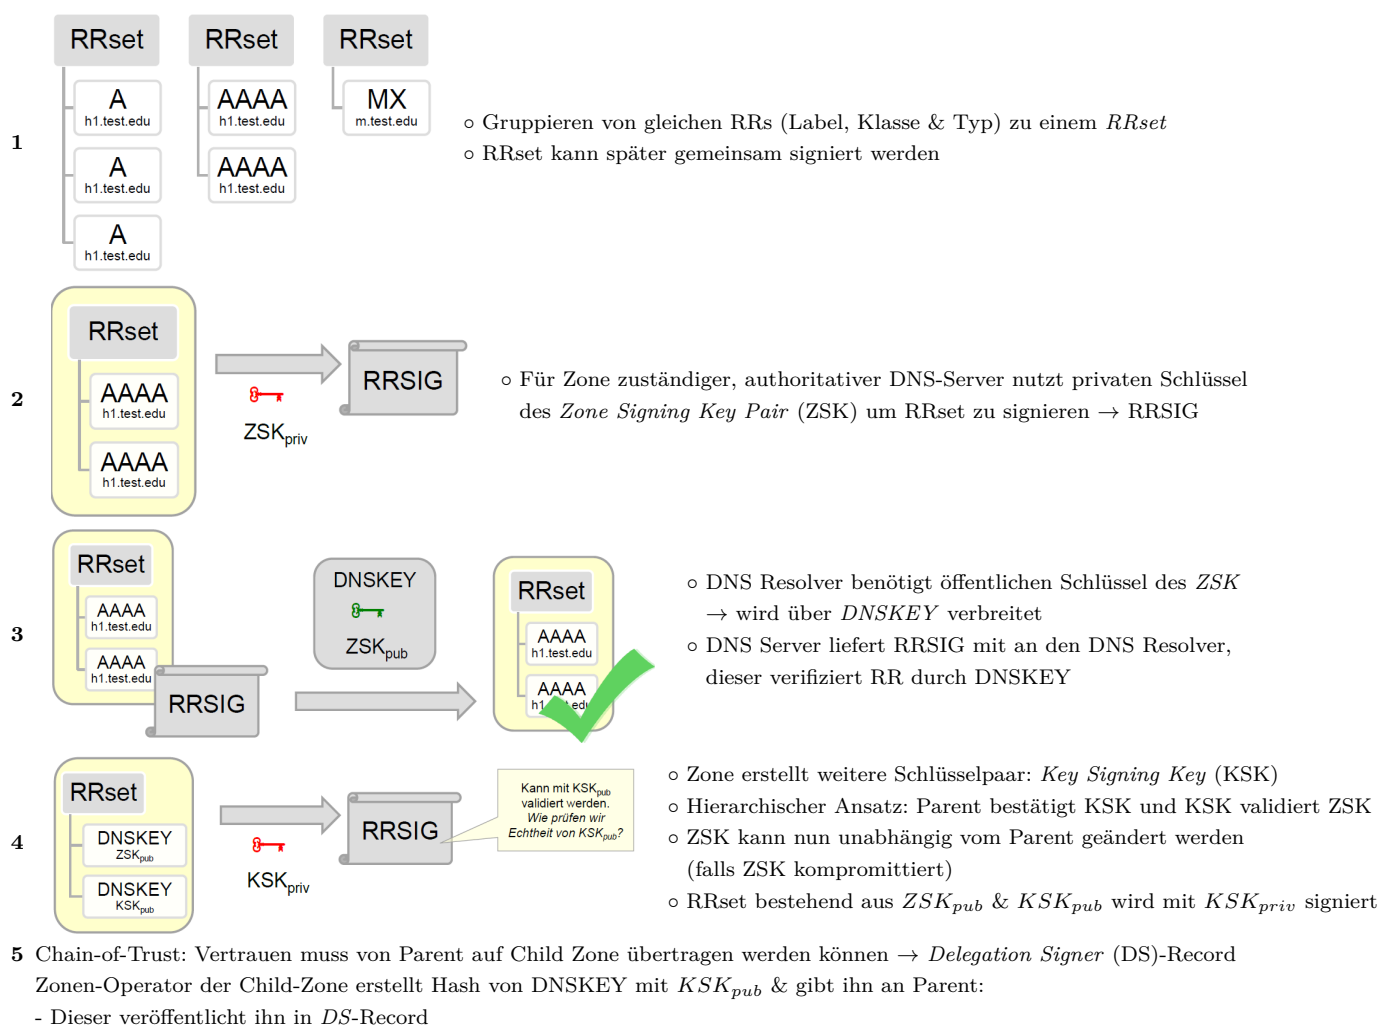 RRset RRset RRset
A AAAA MX
h1.test.edu h1.test.edu m.test.edu
A AAAA
h1.test.edu h1.test.edu
A
h1.test.edu
1
◦ Gruppieren von gleichen RRs (Label, Klasse & Typ) zu einem RRset
◦ RRset kann später gemeinsam signiert werden
RRset
AAAA
h1.test.edu
AAAA
h1.test.edu
ZSKpriv
RRSIG
2
◦ Für Zone zuständiger, authoritativer DNS-Server nutzt privaten Schlüssel
des Zone Signing Key Pair (ZSK) um RRset zu signieren → RRSIG
RRset
AAAA
h1.test.edu
AAAA
h1.test.edu
RRSIG
DNSKEY
ZSKpub
RRset
AAAA
h1.test.edu
AAAA
h1.test.edu
3
◦ DNS Resolver benötigt öffentlichen Schlüssel des ZSK
→ wird über DNSKEY verbreitet
◦ DNS Server liefert RRSIG mit an den DNS Resolver,
dieser verifiziert RR durch DNSKEY
RRset
DNSKEY
ZSKpub
DNSKEY
KSKpub
KSKpriv
RRSIG
Kann mit KSKpub
validiert werden.
Wie prüfen wir
Echtheit von KSKpub?
4
◦ Zone erstellt weitere Schlüsselpaar: Key Signing Key (KSK)
◦ Hierarchischer Ansatz: Parent bestätigt KSK und KSK validiert ZSK
◦ ZSK kann nun unabhängig vom Parent geändert werden
(falls ZSK kompromittiert)
◦ RRset bestehend aus ZSKpub & KSKpub wird mit KSKpriv signiert
5 Chain-of-Trust: Vertrauen muss von Parent auf Child Zone übertragen werden können → Delegation Signer (DS)-Record
Zonen-Operator der Child-Zone erstellt Hash von DNSKEY mit KSKpub & gibt ihn an Parent:
- Dieser veröffentlicht ihn in DS-Record